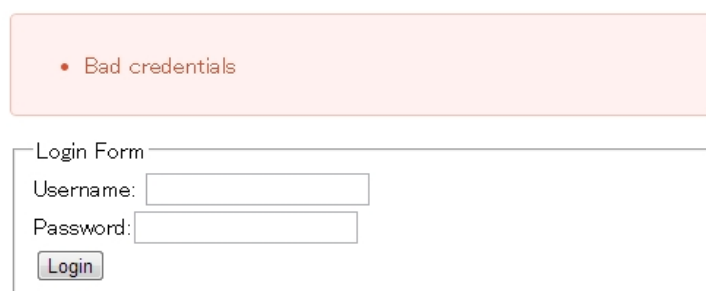 • Bad credentials
Login Form
Username:
Password:
Login